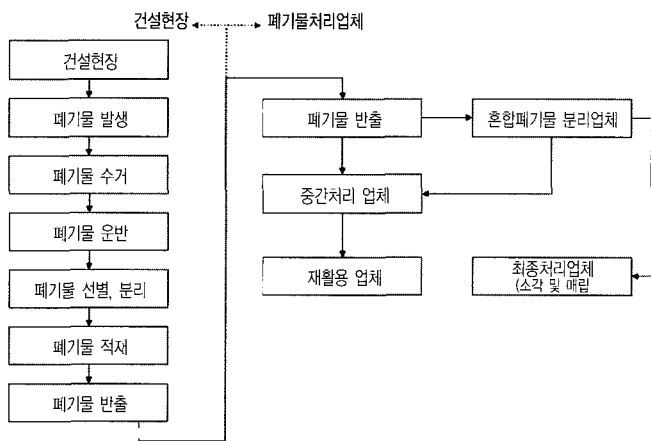 건설현장
폐기물처리업체
건설현장
폐기물 발생
폐기물 수거
폐기물 운반
폐기물 선별, 분리
폐기물 적재
폐기물 반출
폐기물 반출
혼합폐기물 분리업체
중간처리 업체
재활용 업체
최종처리업체
(소각 및 매립